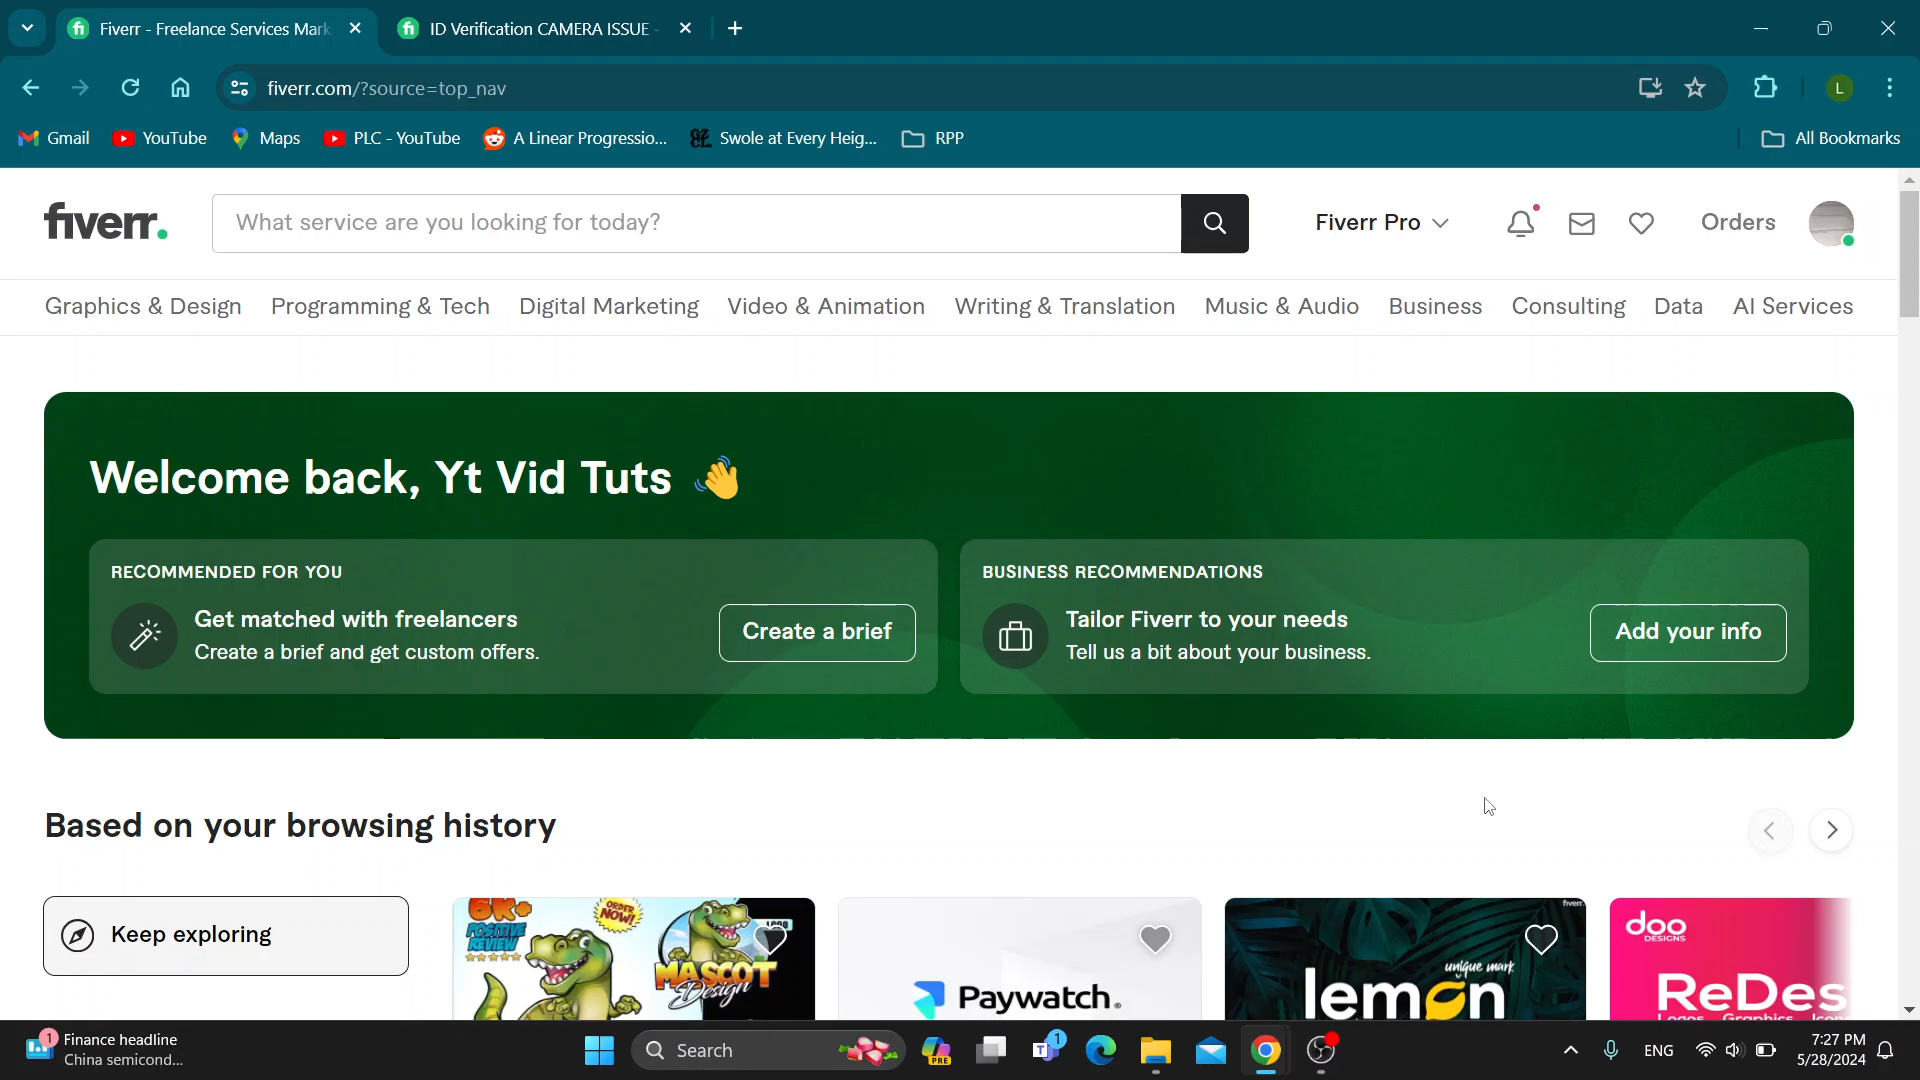 Fiverr - Freelance Services Mark
ID Verification CAMERA ISSUE -
fiverr.com/?source=top_nav
L
Gmail
YouTube
Maps
PLC - YouTube
A Linear Progressio...
Swole at Every Heig...
RPP
All Bookmarks
fiverr.
What service are you looking for today?
Fiverr Pro
Orders
Graphics & Design
Programming & Tech
Digital Marketing
Video & Animation
Writing & Translation
Music & Audio
Business
Consulting
Data
AI Services
Welcome back, Yt Vid Tuts 👋
RECOMMENDED FOR YOU
Get matched with freelancers
Create a brief and get custom offers.
Create a brief
BUSINESS RECOMMENDATIONS
Tailor Fiverr to your needs
Tell us a bit about your business.
Add your info
Based on your browsing history
Keep exploring
6K+
POSITIVE
REVIEW
ORDER
NOW!
MASCOT
Design
Paywatch.
fiverr.
unique mark
lemon
doo
DESIGNS
ReDes
1
Finance headline
China semicond...
Search
PRE
1
ENG
7:27 PM
5/28/2024